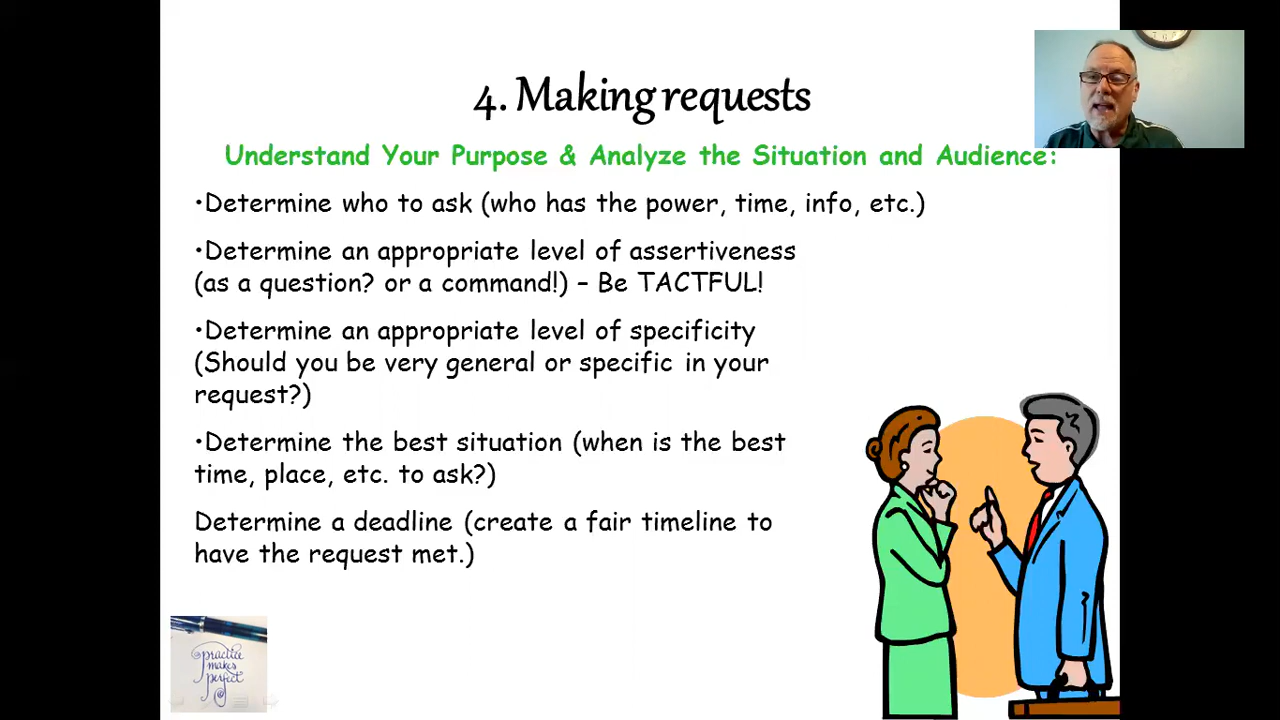 4. Making requests
Understand Your Purpose & Analyze the Situation and Audience:
•Determine who to ask (who has the power, time, info, etc.)
•Determine an appropriate level of assertiveness
(as a question? or a command!) – Be TACTFUL!
•Determine an appropriate level of specificity
(Should you be very general or specific in your
request?)
•Determine the best situation (when is the best
time, place, etc. to ask?)
Determine a deadline (create a fair timeline to
have the request met.)
practice
makes
perfect